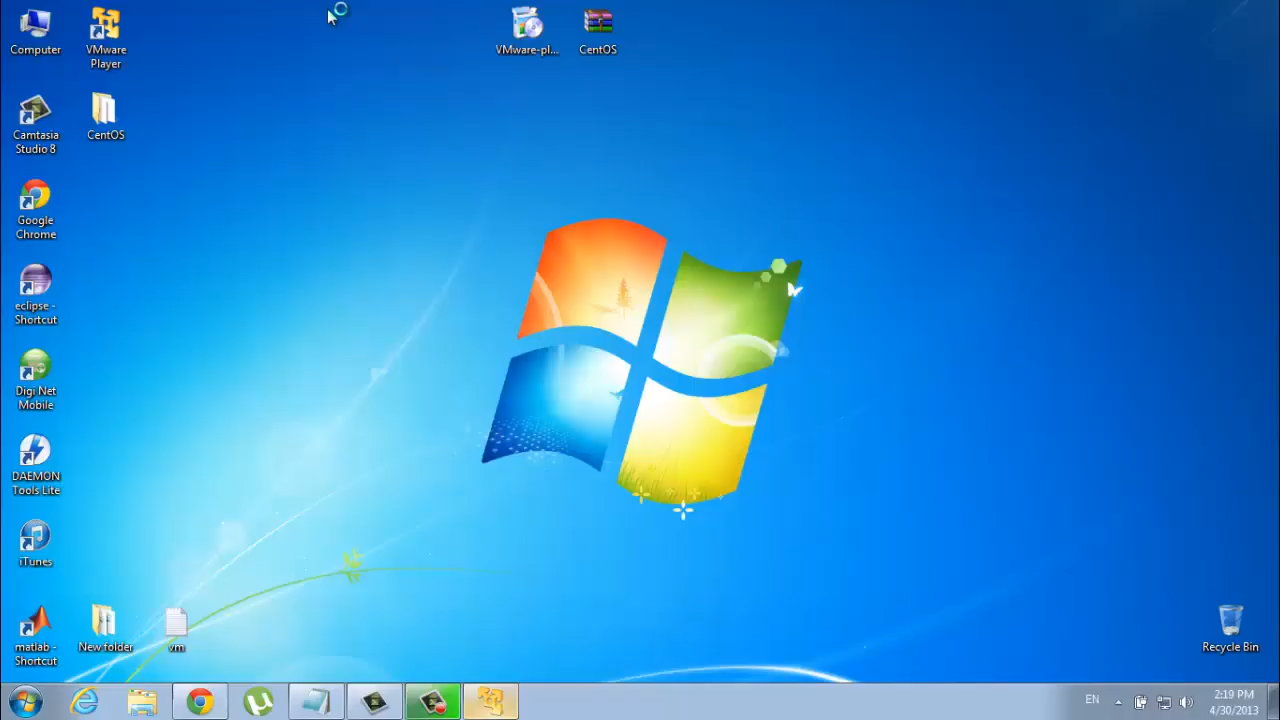 Computer
VMware
Player
VMware-pl...
CentOS
Camtasia
Studio 8
CentOS
Google
Chrome
eclipse -
Shortcut
Digi Net
Mobile
DAEMON
Tools Lite
iTunes
matlab -
Shortcut
New folder
vm
Recycle Bin
EN
2:19 PM
4/30/2013